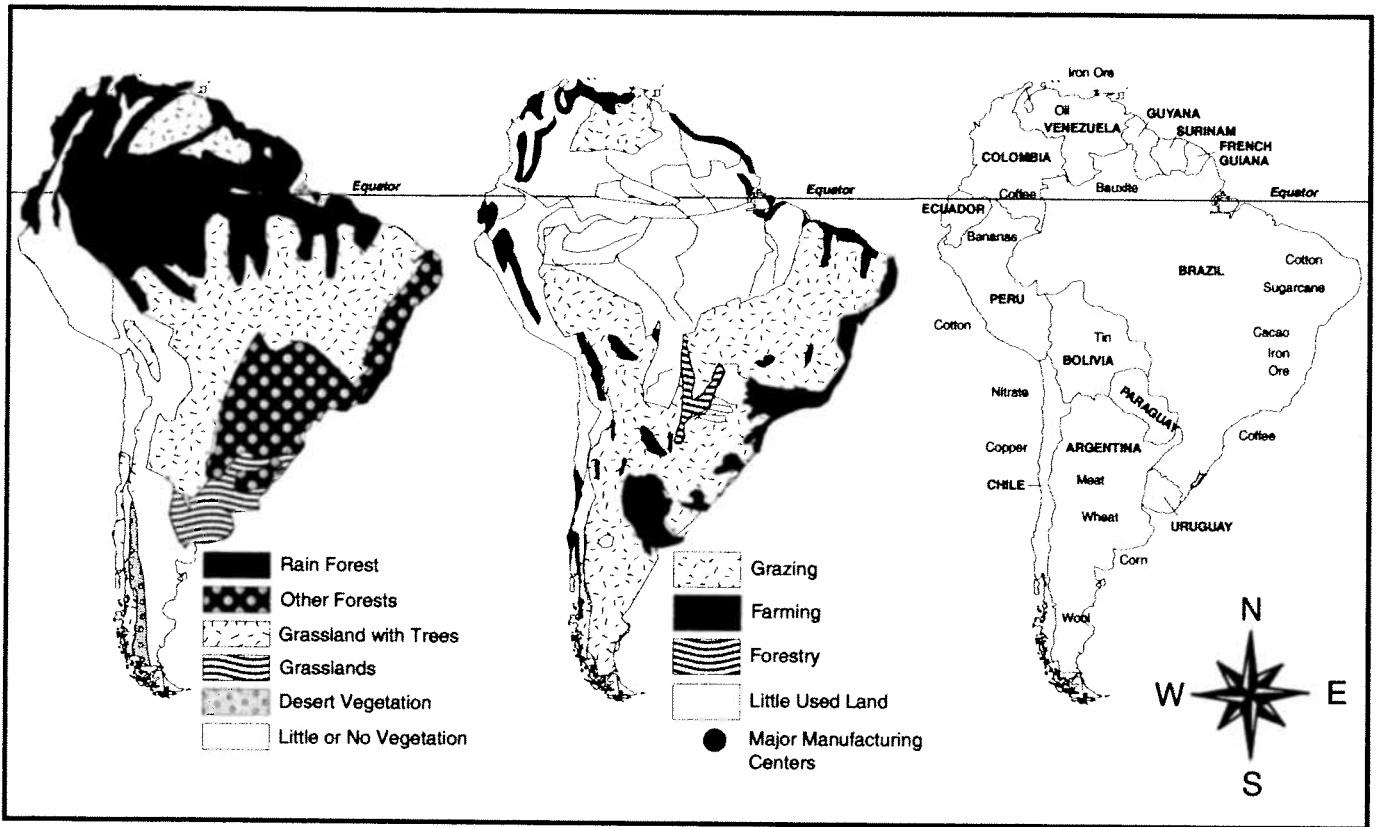 Equator
Rain Forest
Other Forests
Grassland with Trees
Grasslands
Desert Vegetation
Little or No Vegetation
Equator
Grazing
Farming
Forestry
Little Used Land
Major Manufacturing
Centers
Iron Ore
Oil
GUYANA
VENEZUELA
SURINAM
FRENCH
GUIANA
COLOMBIA
Coffee
Bauxite
Equator
ECUADOR
Bananas
BRAZIL
Cotton
Sugarcane
PERU
Cotton
Tin
Cacao
BOLIVIA
Iron
Ore
Nitrate
PARAGUAY
Coffee
Copper
ARGENTINA
CHILE
Meat
Wheat
URUGUAY
Corn
Wool
N
W
E
S